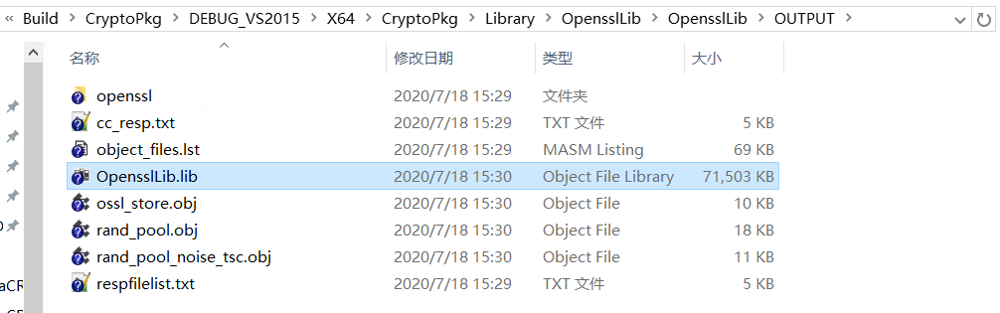 « Build > CryptoPkg > DEBUG_VS2015 > X64 > CryptoPkg > Library > OpensslLib > OpensslLib > OUTPUT >
名称 修改日期 类型 大小
openssl 2020/7/18 15:29 文件夹
cc_resp.txt 2020/7/18 15:29 TXT 文件 5 KB
object_files.lst 2020/7/18 15:29 MASM Listing 69 KB
OpensslLib.lib 2020/7/18 15:30 Object File Library 71,503 KB
ossl_store.obj 2020/7/18 15:30 Object File 10 KB
rand_pool.obj 2020/7/18 15:30 Object File 18 KB
rand_pool_noise_tsc.obj 2020/7/18 15:30 Object File 11 KB
respfilelist.txt 2020/7/18 15:29 TXT 文件 5 KB
aCR